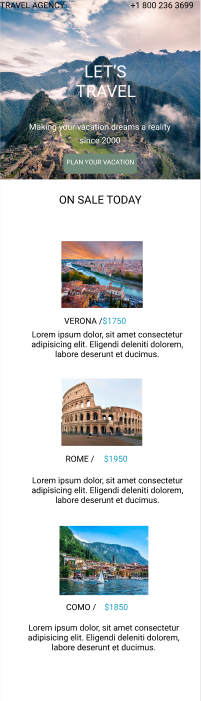 TRAVEL AGENCY +1 800 236 3699
LET'S
TRAVEL
Making your vacation dreams a reality
since 2000
PLAN YOUR VACATION
ON SALE TODAY
VERONA /$1750
Lorem ipsum dolor, sit amet consectetur
adipisicing elit. Eligendi deleniti dolorem,
labore deserunt et ducimus.
ROME / $1950
Lorem ipsum dolor, sit amet consectetur
adipisicing elit. Eligendi deleniti dolorem,
labore deserunt et ducimus.
COMO / $1850
Lorem ipsum dolor, sit amet consectetur
adipisicing elit. Eligendi deleniti dolorem,
labore deserunt et ducimus.